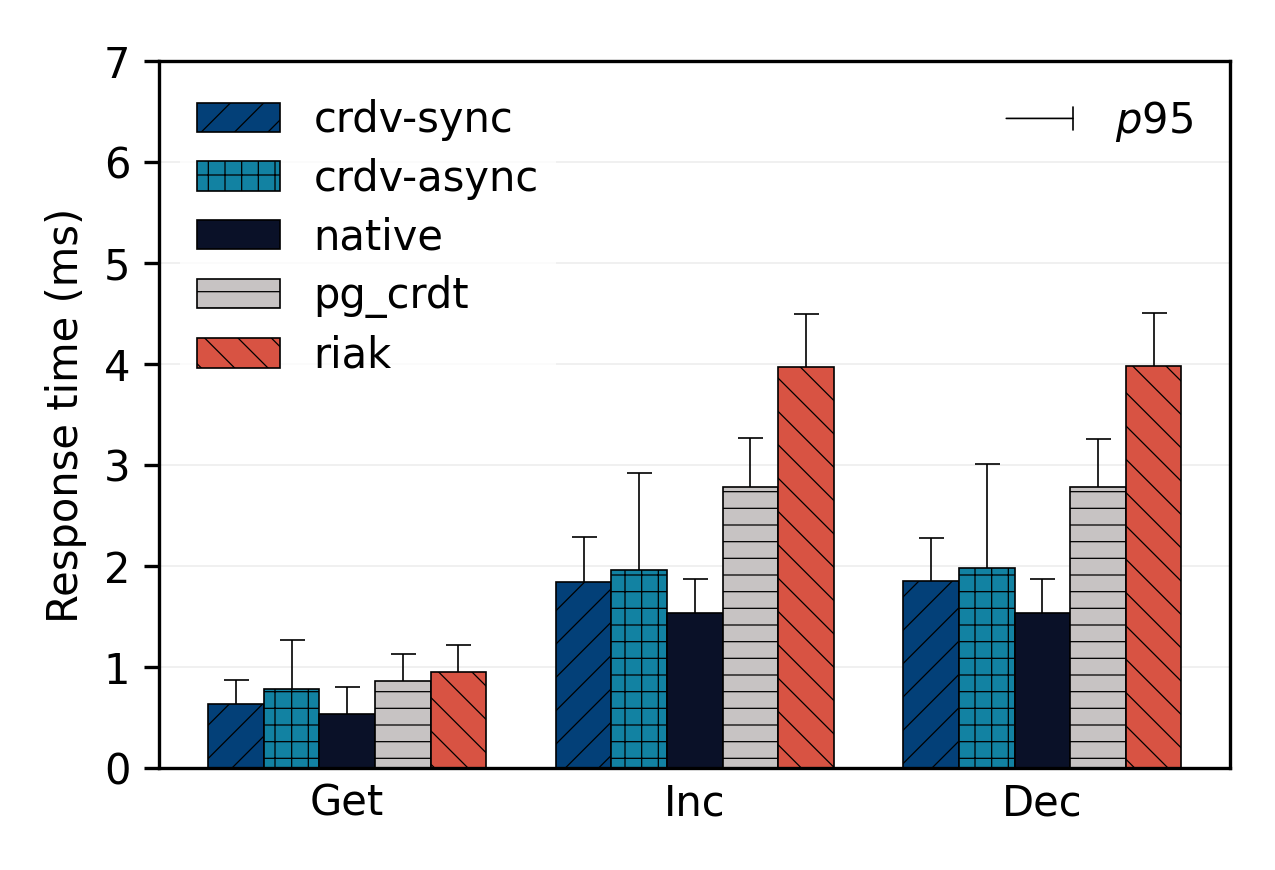 Response time (ms)
7
6
5
4
3
2
1
0
crdv-sync
crdv-async
native
pg_crdt
riak
p95
Get
Inc
Dec